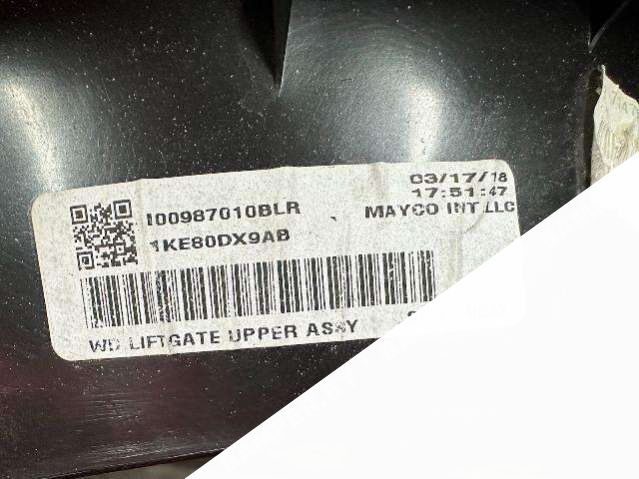 03/17/18
17:51:47
I00987010BLR
MAYCO INT LLC
1KE80DX9AB
WD LIFTGATE UPPER ASSY